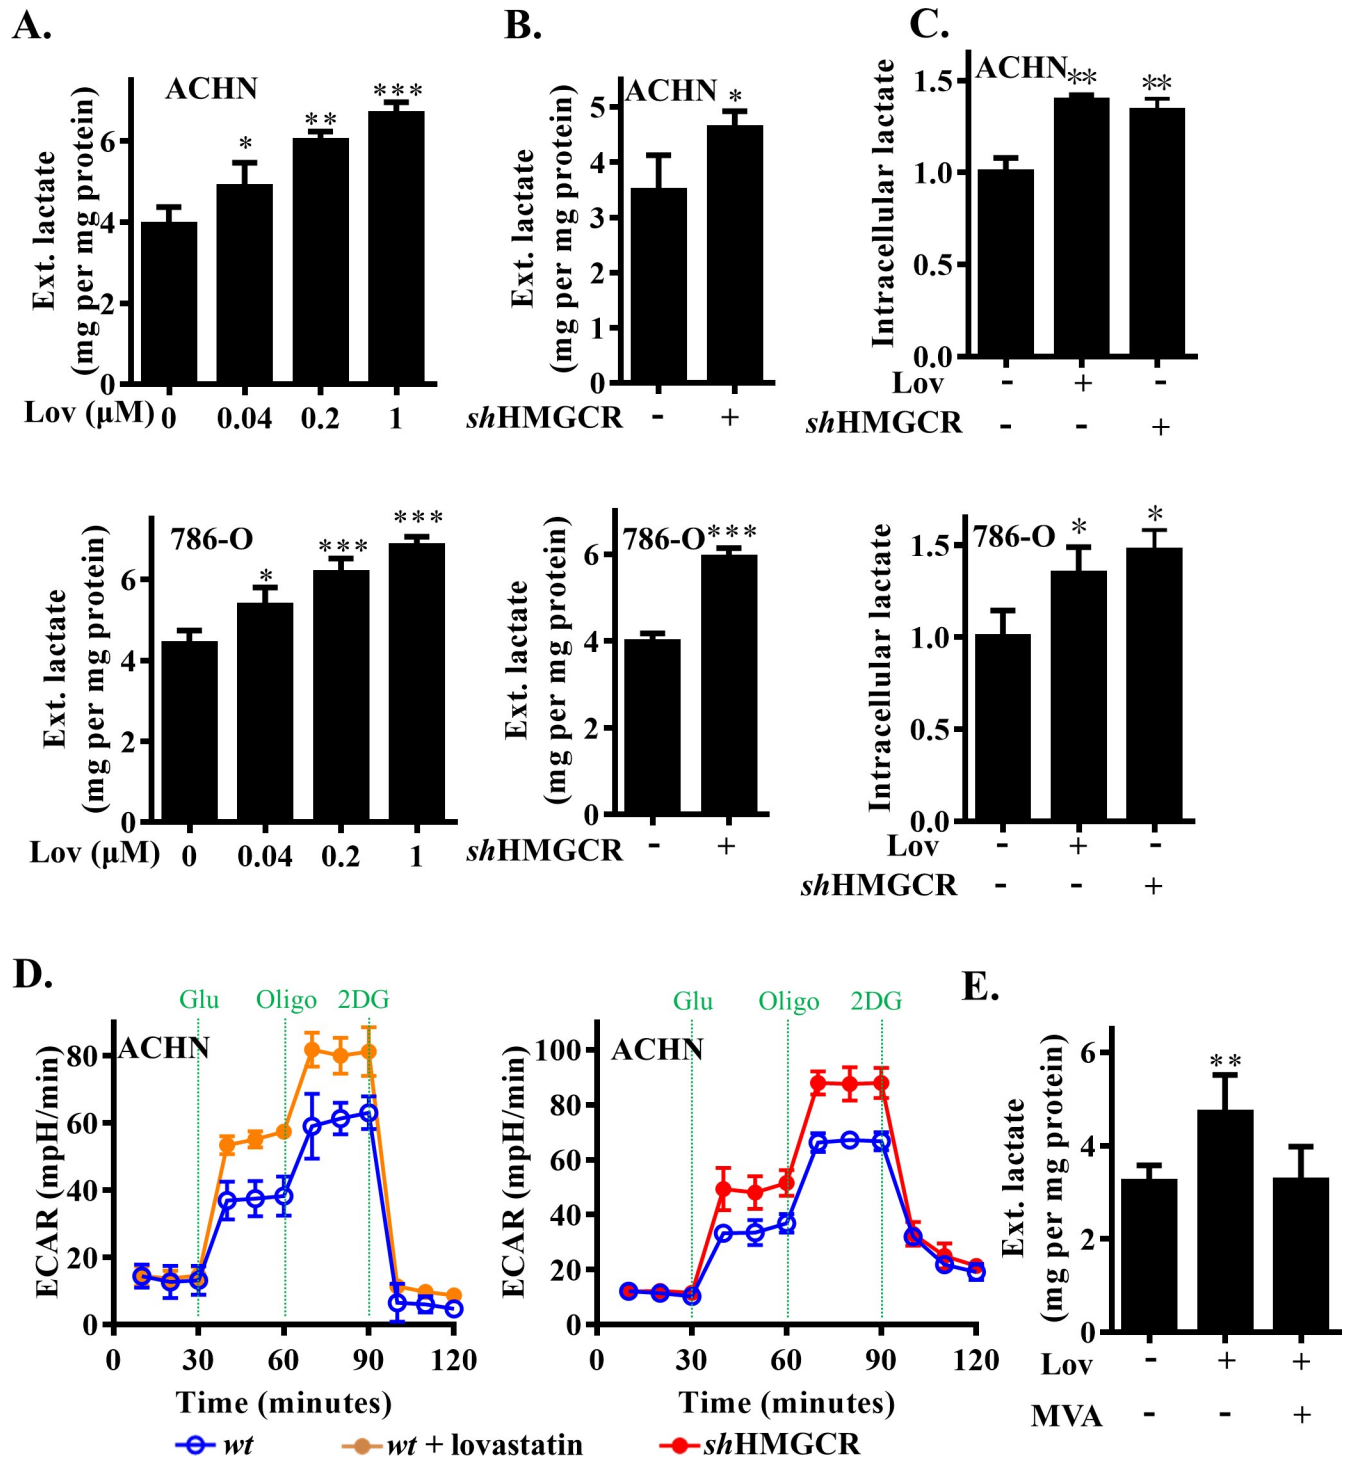 A.
B.
C.
ACHN
* ** ***
Ext. lactate
(mg per mg protein)
6
4
2
0
Lov (μM) 0 0.04 0.2 1
ACHN *
Ext. lactate
(mg per mg protein)
5
4
3
2
1
0
shHMGCR - +
ACHN ** **
Intracellular lactate
1.5
1.0
0.5
0.0
Lov - + -
shHMGCR - - +
786-O
* *** ***
Ext. lactate
(mg per mg protein)
6
4
2
0
Lov (μM) 0 0.04 0.2 1
786-O ***
Ext. lactate
(mg per mg protein)
6
4
2
0
shHMGCR - +
786-O * *
Intracellular lactate
1.5
1.0
0.5
0.0
Lov - + -
shHMGCR - - +
D.
Glu Oligo 2DG
ACHN
ECAR (mpH/min)
80
60
40
20
0
0 30 60 90 120
Time (minutes)
Glu Oligo 2DG
ACHN
ECAR (mpH/min)
100
80
60
40
20
0
0 30 60 90 120
Time (minutes)
wt wt + lovastatin shHMGCR
E.
**
Ext. lactate
(mg per mg protein)
6
4
2
0
Lov - + +
MVA - - +